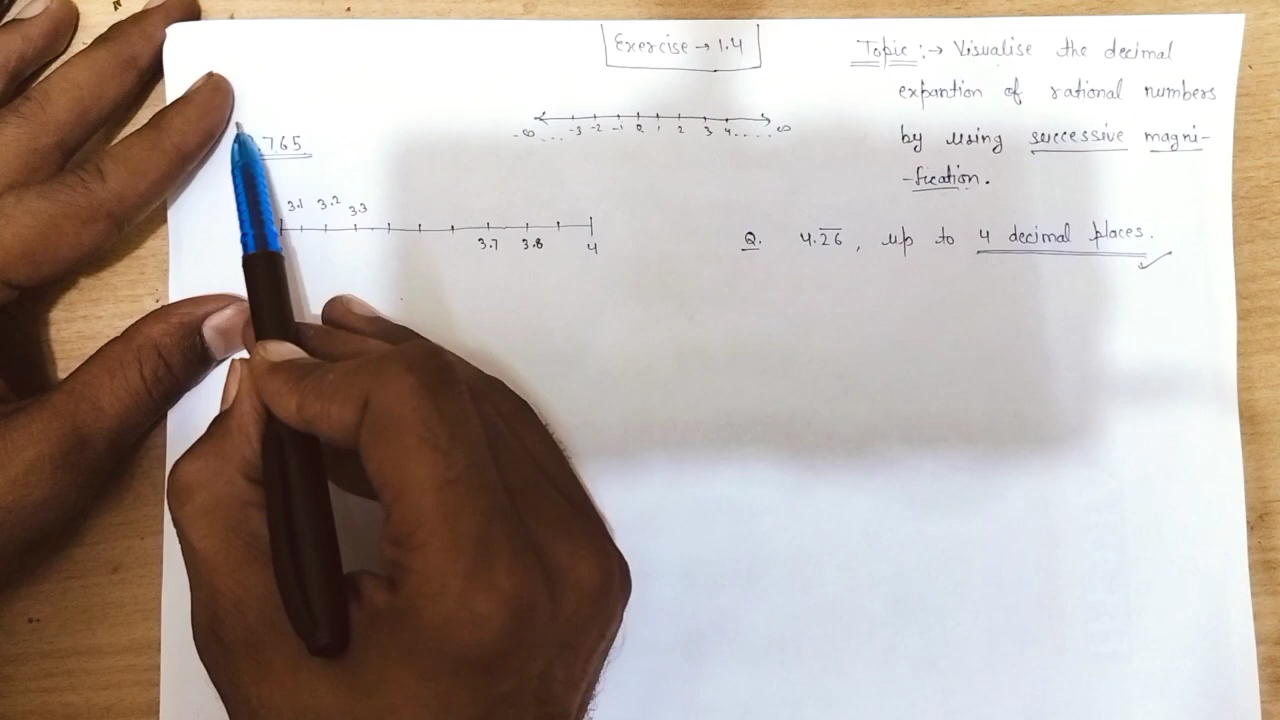 Exercise → 1.4
Topic :→ Visualise the decimal
expantion of rational numbers
by using successive magni-
-fication.
-∞ .... -3 -2 -1 0 1 2 3 4 ..... ∞
.765
3.1 3.2 3.3
3.7 3.8 4
Q. 4.2̅6̅, up to 4 decimal places.